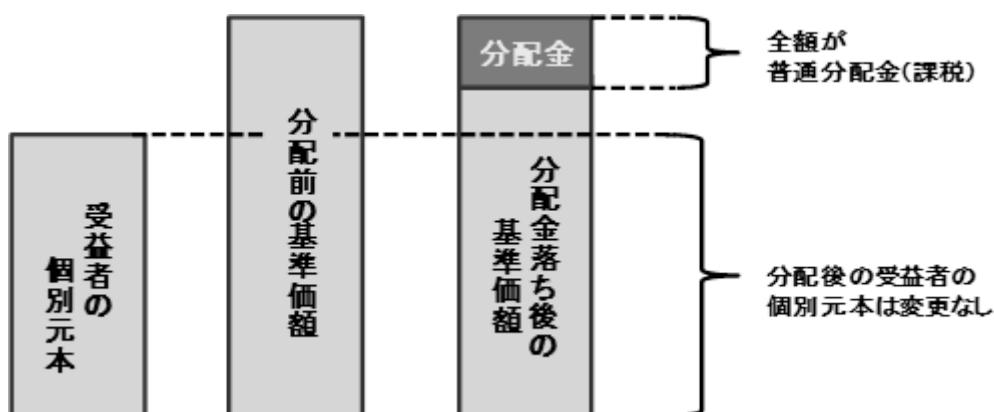 受益者の
個別元本
分配前の基準価額
分配金
分配金落ち後の
基準価額
全額が
普通分配金(課税)
分配後の受益者の
個別元本は変更なし